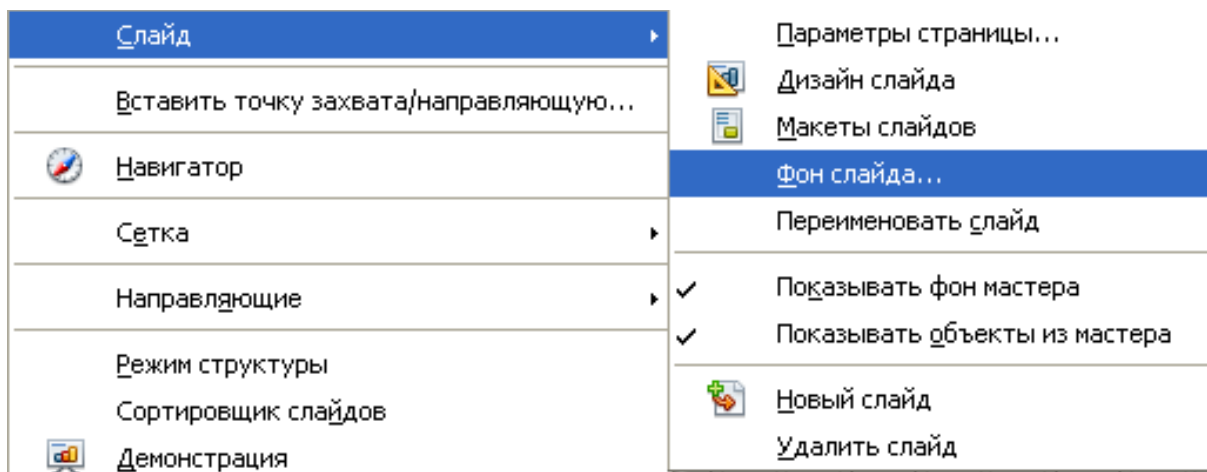 Слайд
Вставить точку захвата/направляющую...
Навигатор
Сетка
Направляющие
Режим структуры
Сортировщик слайдов
Демонстрация
Параметры страницы...
Дизайн слайда
Макеты слайдов
Фон слайда...
Переименовать слайд
Показывать фон мастера
Показывать объекты из мастера
Новый слайд
Удалить слайд